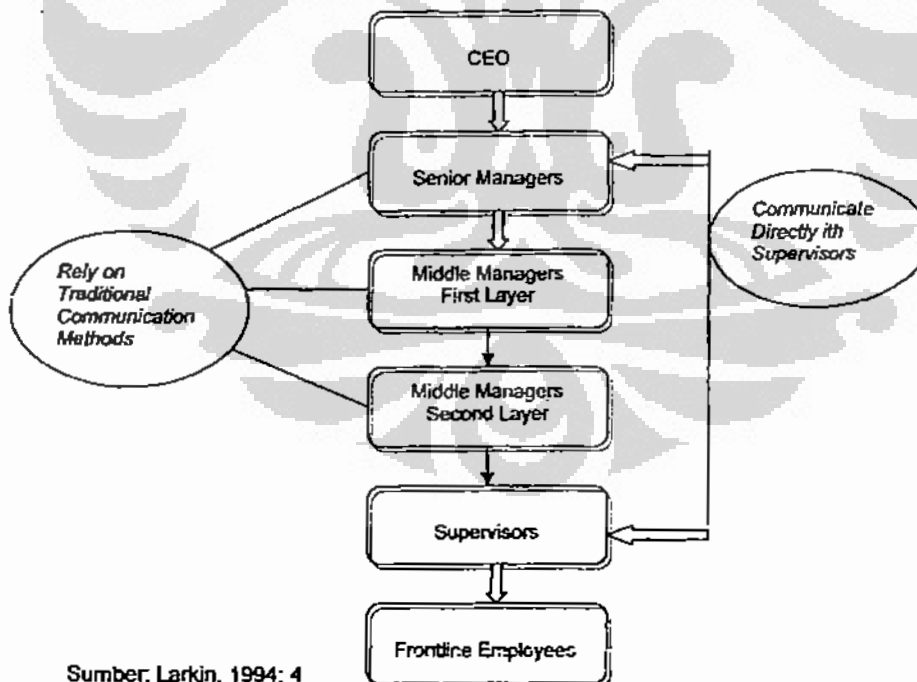 CEO
Senior Managers
Communicate
Directly ith
Supervisors
Rely on
Traditional
Communication
Methods
Middle Managers
First Layer
Middle Managers
Second Layer
Supervisors
Frontline Employees
Sumber: Larkin, 1994: 4